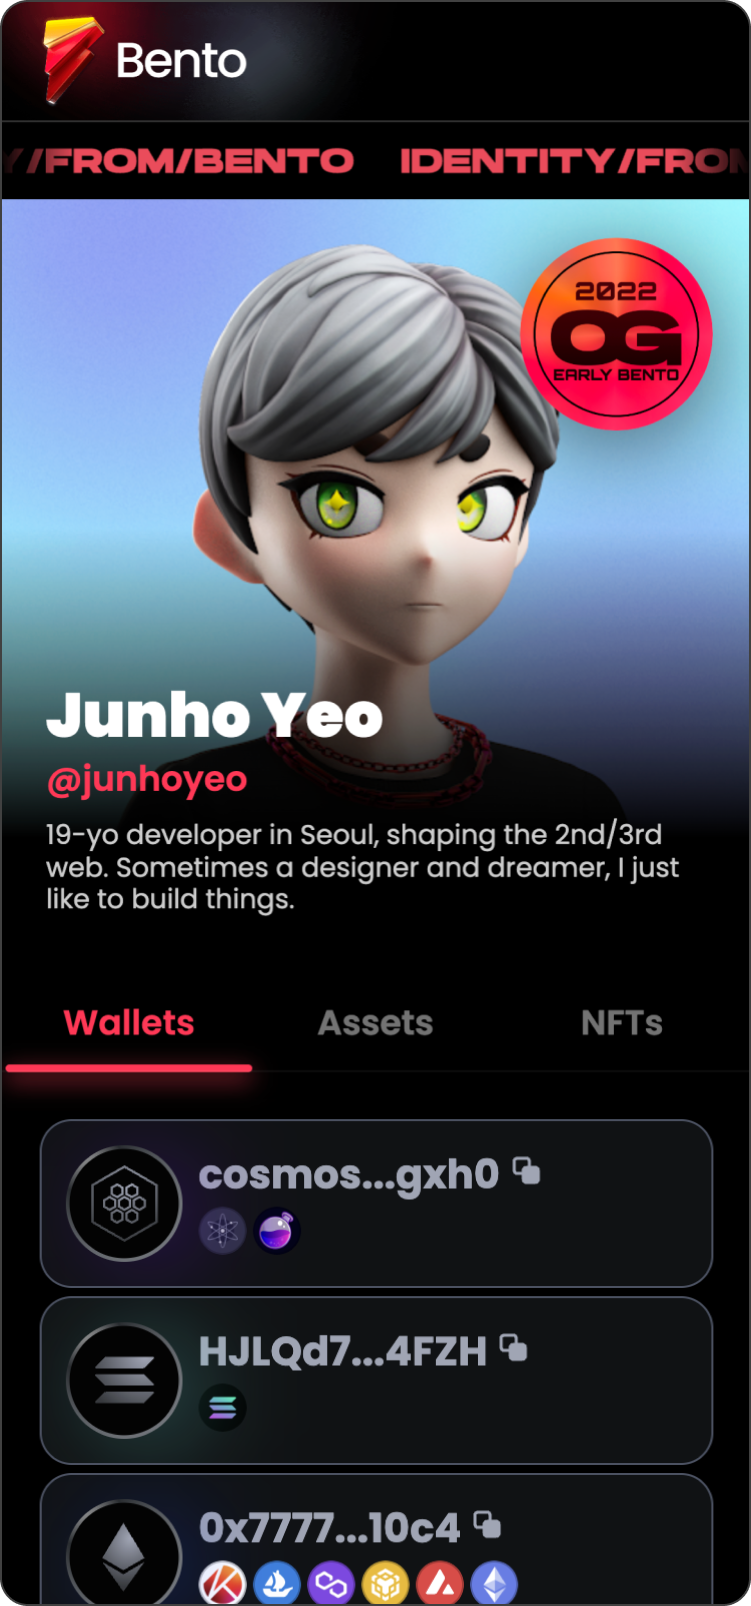 Bento
Y/FROM/BENTO IDENTITY/FROM
2022
OG
EARLY BENTO
Junho Yeo
@junhoyeo
19-yo developer in Seoul, shaping the 2nd/3rd
web. Sometimes a designer and dreamer, I just
like to build things.
Wallets Assets NFTs
cosmos...gxh0
HJLQd7...4FZH
0x7777...10c4